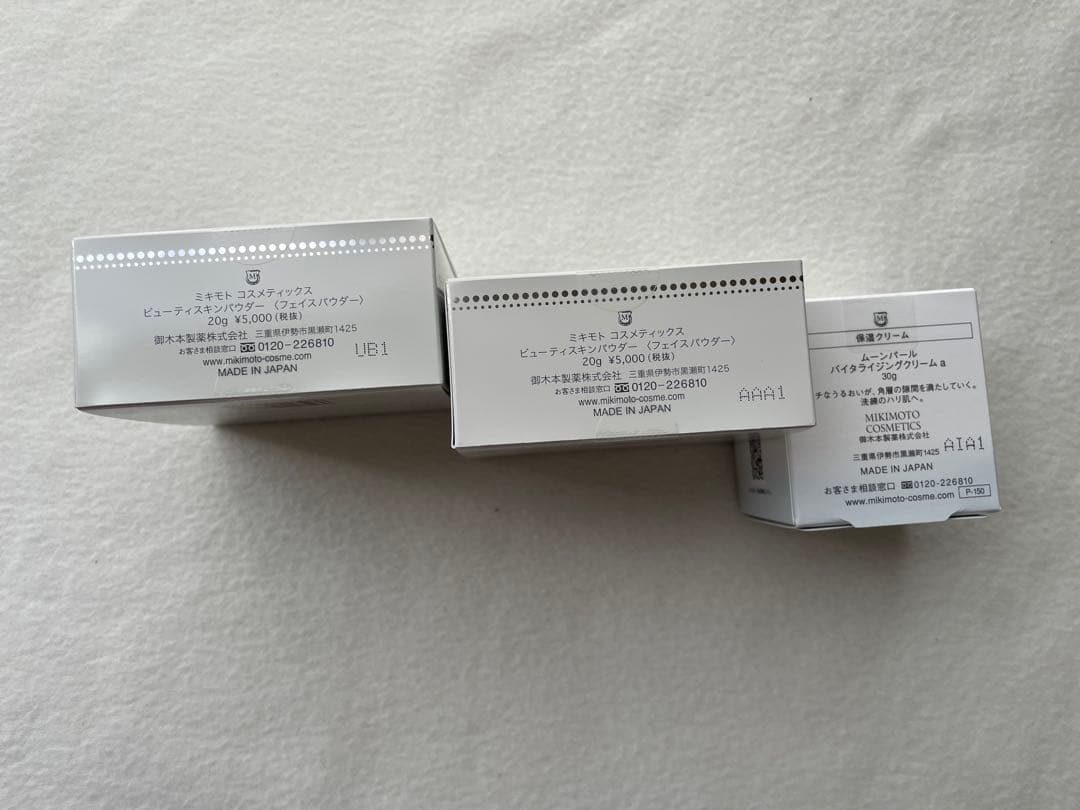 ミキモト コスメティックス
ビューティスキンパウダー 〈フェイスパウダー〉
20g ¥5,000(税抜)
御木本製薬株式会社 三重県伊勢市黒瀬町1425
お客さま相談窓口 0120-226810
www.mikimoto-cosme.com
MADE IN JAPAN
UB1
ミキモト コスメティックス
ビューティスキンパウダー 〈フェイスパウダー〉
20g ¥5,000(税抜)
御木本製薬株式会社 三重県伊勢市黒瀬町1425
お客さま相談窓口 0120-226810
www.mikimoto-cosme.com
MADE IN JAPAN
AAA1
保湿クリーム
ムーンパール
バイタライジングクリーム a
30g
チなうるおいが、角層の隙間を満たしていく。
洗練のハリ肌へ。
MIKIMOTO
COSMETICS
御木本製薬株式会社
三重県伊勢市黒瀬町1425
AIA1
MADE IN JAPAN
お客さま相談窓口 0120-226810
www.mikimoto-cosme.com
P-150